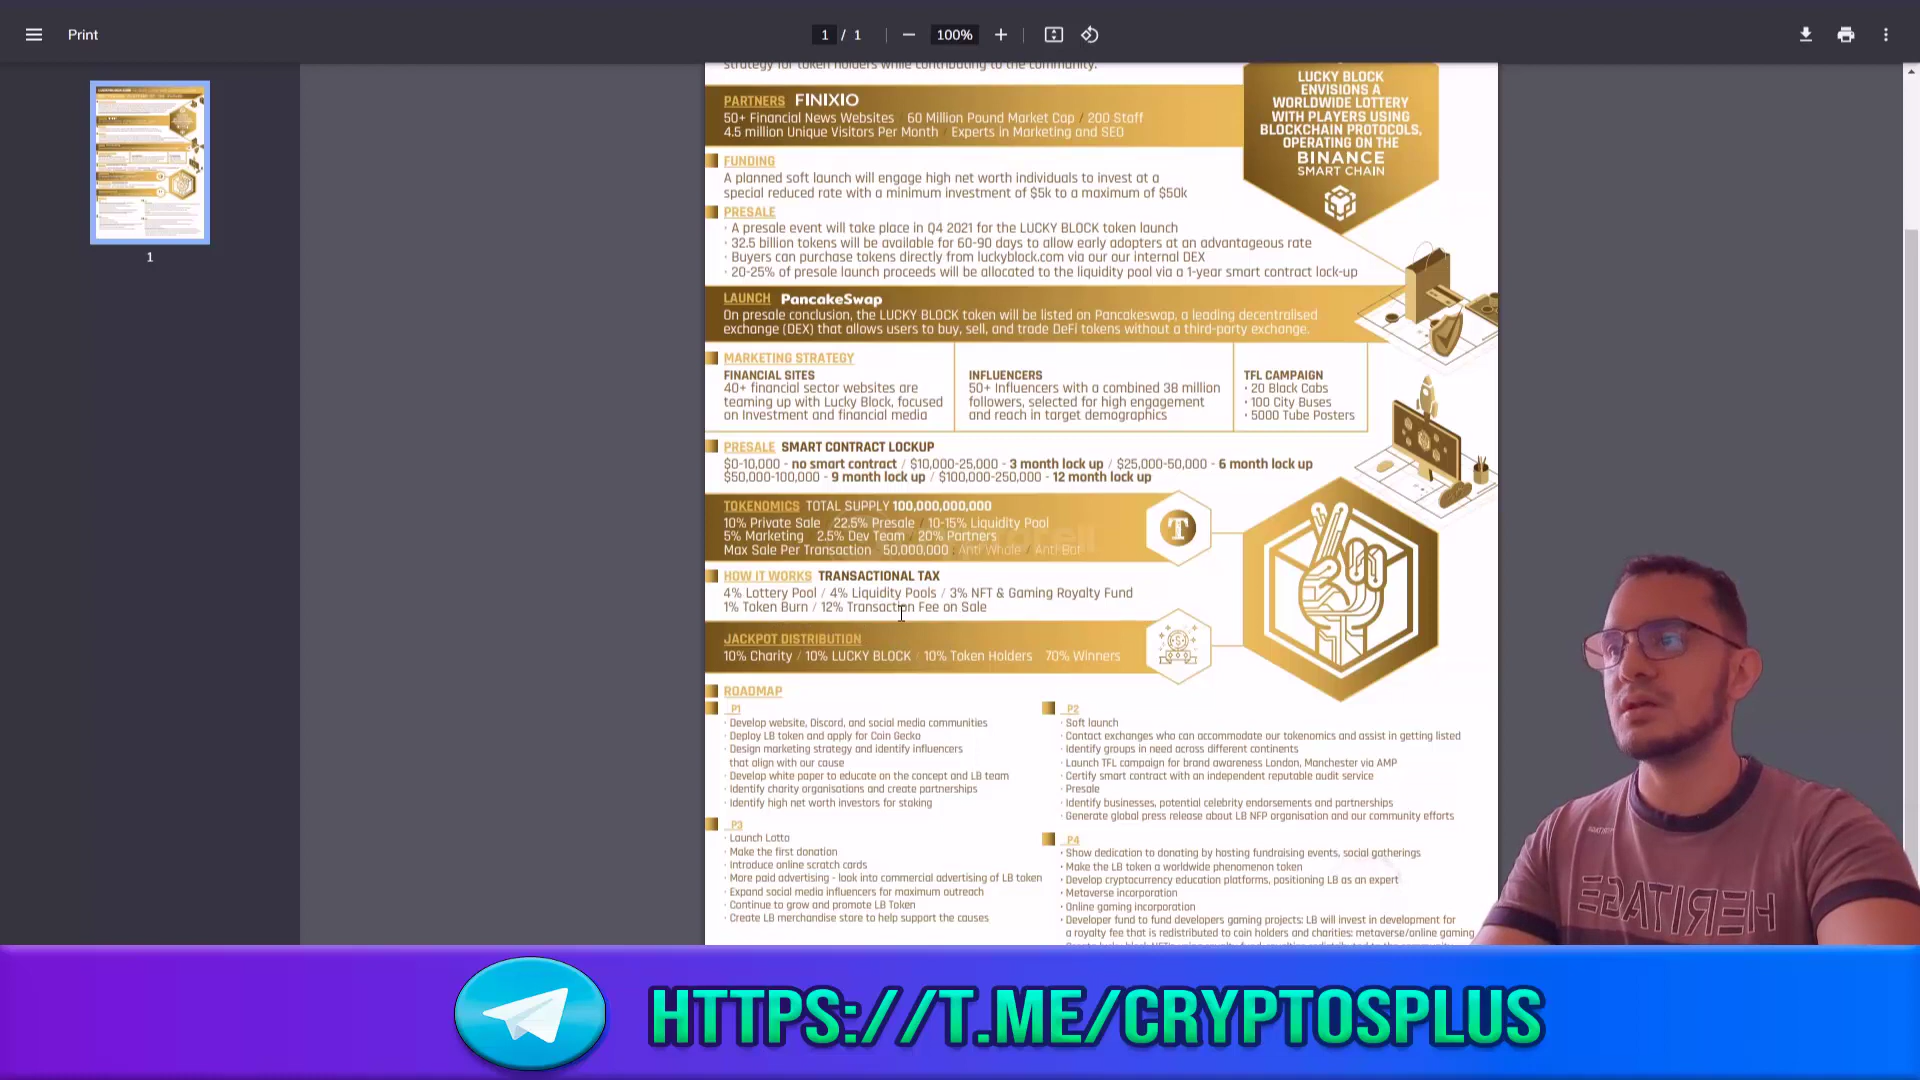 Print
1 / 1
100%
1
strategy for token holders while contributing to the community.
PARTNERS FINIXIO
50+ Financial News Websites / 60 Million Pound Market Cap / 200 Staff
4.5 million Unique Visitors Per Month / Experts in Marketing and SEO
LUCKY BLOCK
ENVISIONS A
WORLDWIDE LOTTERY
WITH PLAYERS USING
BLOCKCHAIN PROTOCOLS,
OPERATING ON THE
BINANCE
SMART CHAIN
FUNDING
A planned soft launch will engage high net worth individuals to invest at a
special reduced rate with a minimum investment of $5k to a maximum of $50k
PRESALE
· A presale event will take place in Q4 2021 for the LUCKY BLOCK token launch
· 32.5 billion tokens will be available for 60-90 days to allow early adopters at an advantageous rate
· Buyers can purchase tokens directly from luckyblock.com via our our internal DEX
· 20-25% of presale launch proceeds will be allocated to the liquidity pool via a 1-year smart contract lock-up
LAUNCH PancakeSwap
On presale conclusion, the LUCKY BLOCK token will be listed on Pancakeswap, a leading decentralised
exchange (DEX) that allows users to buy, sell, and trade DeFi tokens without a third-party exchange.
MARKETING STRATEGY
FINANCIAL SITES
40+ financial sector websites are
teaming up with Lucky Block, focused
on Investment and financial media
INFLUENCERS
50+ Influencers with a combined 38 million
followers, selected for high engagement
and reach in target demographics
TFL CAMPAIGN
· 20 Black Cabs
· 100 City Buses
· 5000 Tube Posters
PRESALE SMART CONTRACT LOCKUP
$0-10,000 - no smart contract / $10,000-25,000 - 3 month lock up / $25,000-50,000 - 6 month lock up
$50,000-100,000 - 9 month lock up / $100,000-250,000 - 12 month lock up
TOKENOMICS TOTAL SUPPLY 100,000,000,000
10% Private Sale / 22.5% Presale / 10-15% Liquidity Pool
5% Marketing / 2.5% Dev Team / 20% Partners
Max Sale Per Transaction 50,000,000 : Anti Whole / Anti Bot
T
HOW IT WORKS TRANSACTIONAL TAX
4% Lottery Pool / 4% Liquidity Pools / 3% NFT & Gaming Royalty Fund
1% Token Burn / 12% Transaction Fee on Sale
JACKPOT DISTRIBUTION
10% Charity / 10% LUCKY BLOCK / 10% Token Holders / 70% Winners
ROADMAP
P1
· Develop website, Discord, and social media communities
· Deploy LB token and apply for Coin Gecko
· Design marketing strategy and identify influencers
that align with our cause
· Develop white paper to educate on the concept and LB team
· Identify charity organisations and create partnerships
· Identify high net worth investors for staking
P2
· Soft launch
· Contact exchanges who can accommodate our tokenomics and assist in getting listed
· Identify groups in need across different continents
· Launch TFL campaign for brand awareness London, Manchester via AMP
· Certify smart contract with an independent reputable audit service
· Presale
· Identify businesses, potential celebrity endorsements and partnerships
· Generate global press release about LB NFP organisation and our community efforts
P3
· Launch Lotto
· Make the first donation
· Introduce online scratch cards
· More paid advertising - look into commercial advertising of LB token
· Expand social media influencers for maximum outreach
· Continue to grow and promote LB Token
· Create LB merchandise store to help support the causes
P4
· Show dedication to donating by hosting fundraising events, social gatherings
· Make the LB token a worldwide phenomenon token
· Develop cryptocurrency education platforms, positioning LB as an expert
· Metaverse incorporation
· Online gaming incorporation
· Developer fund to fund developers gaming projects: LB will invest in development for
a royalty fee that is redistributed to coin holders and charities: metaverse/online gaming
HERITAGE
HTTPS://T.ME/CRYPTOSPLUS